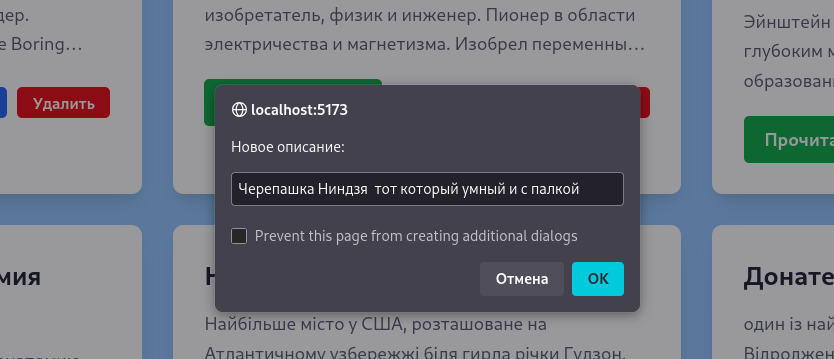 дер.
изобретатель, физик и инженер. Пионер в области
e Boring...
электричества и магнетизма. Изобрел переменны...
Эйнштейн
глубоким
образован
Удалить
Прочита
localhost:5173
Новое описание:
Черепашка Ниндзя  тот который умный и с палкой
Prevent this page from creating additional dialogs
Отмена
OK
мия
Донате
Найбільше місто у США, розташоване на
Атлантичному узбережжі біля гирла річки Гудзон.
один із най
Відроджен